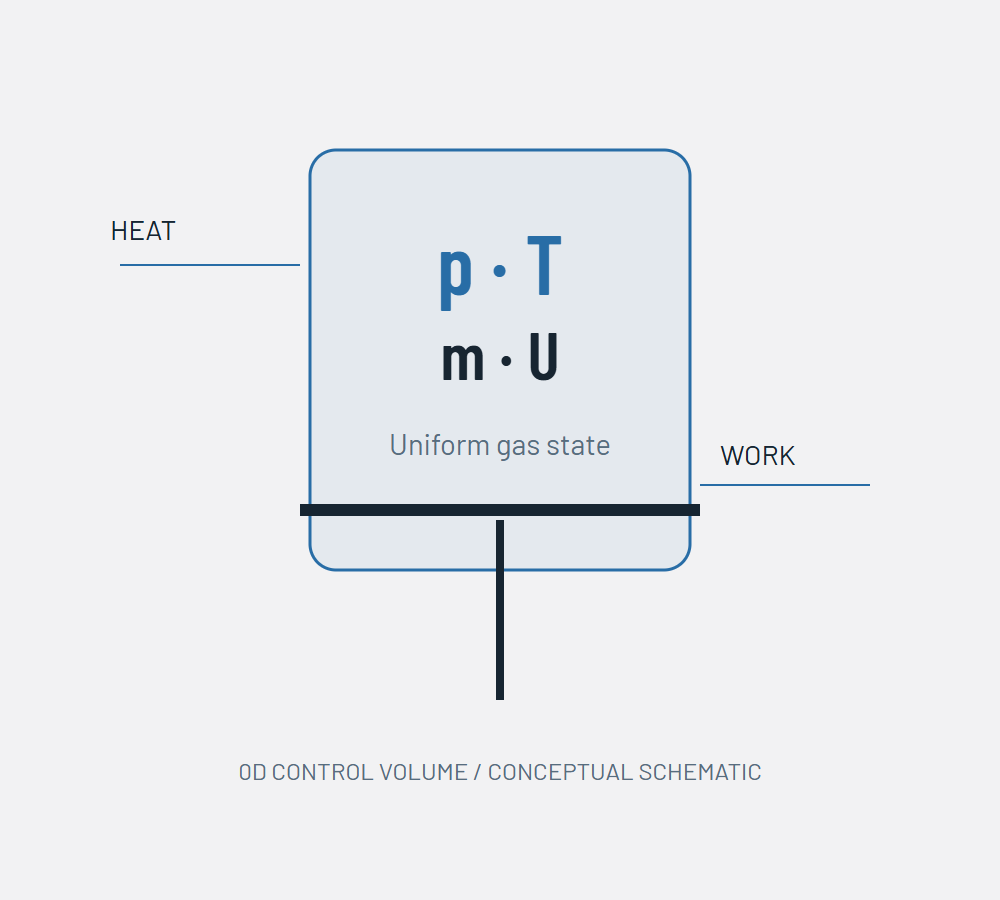 HEAT
p · T
m · U
Uniform gas state
WORK
0D CONTROL VOLUME / CONCEPTUAL SCHEMATIC